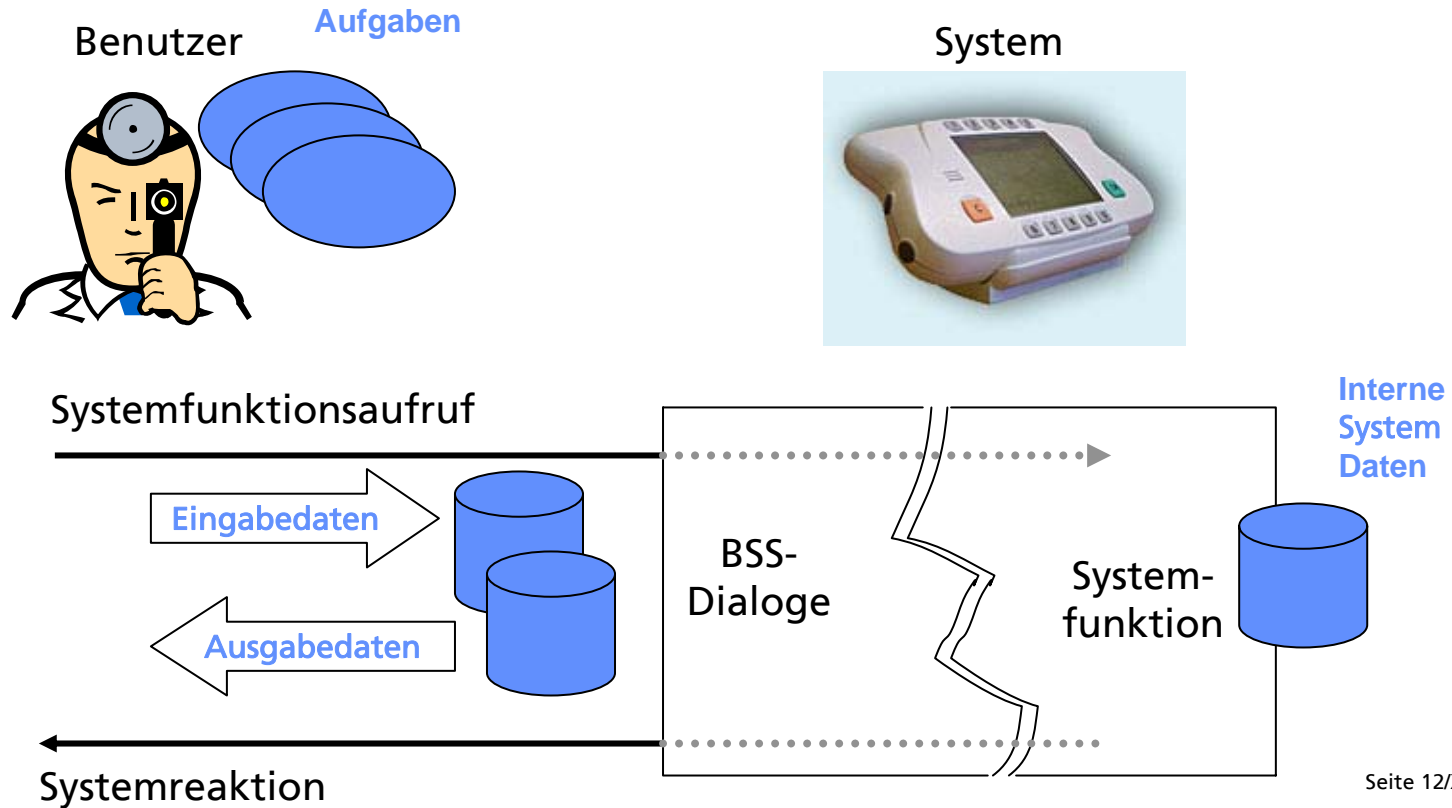 Aufgaben
Benutzer
System
Systemfunktionsaufruf
Interne
System
Daten
Eingabedaten
BSS-
Dialoge
System-
funktion
Ausgabedaten
Systemreaktion
Seite 12/